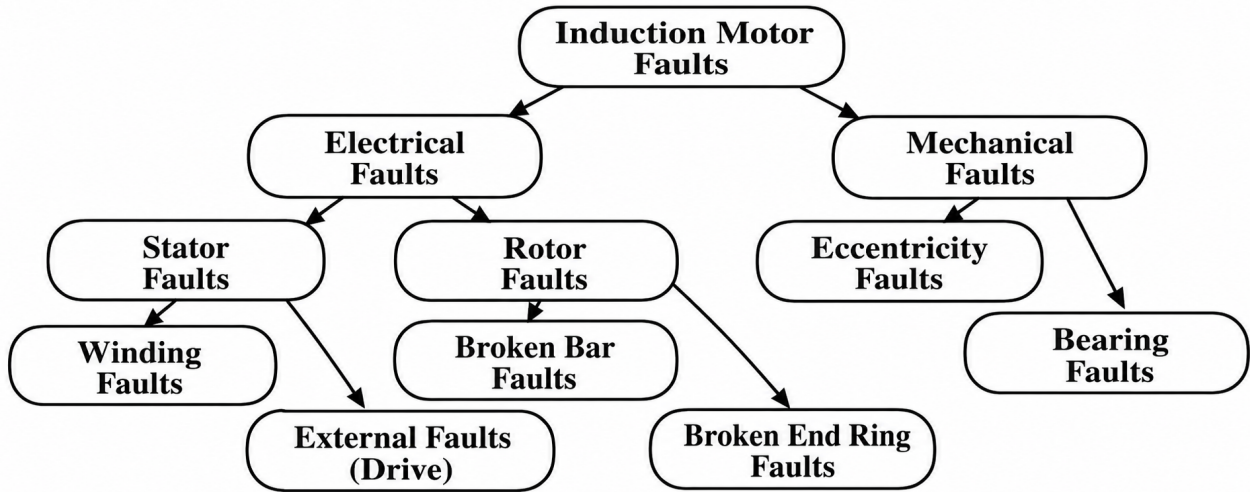 Induction Motor
Faults
Electrical
Faults
Mechanical
Faults
Stator
Faults
Rotor
Faults
Eccentricity
Faults
Winding
Faults
Broken Bar
Faults
Bearing
Faults
External Faults
(Drive)
Broken End Ring
Faults